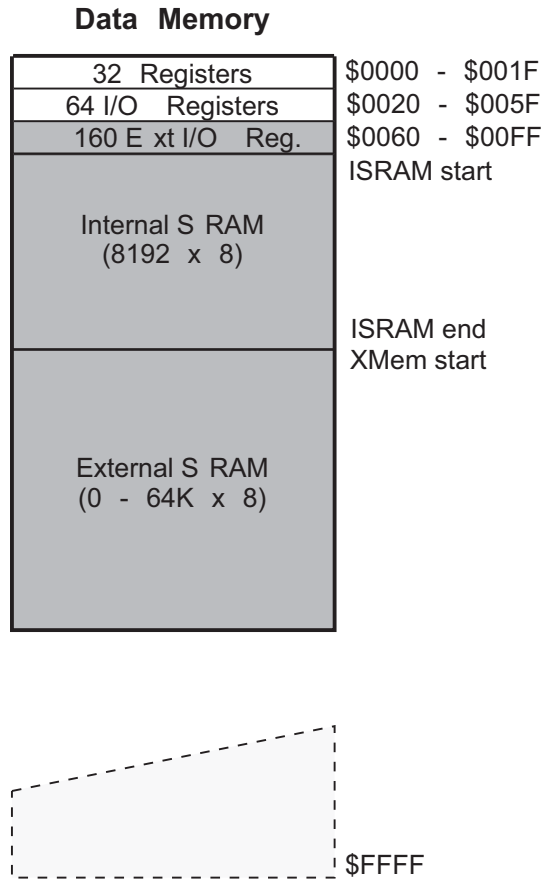 Data Memory
32 Registers
$0000 - $001F
64 I/O Registers
$0020 - $005F
160 E xt I/O Reg.
$0060 - $00FF
ISRAM start
Internal S RAM
(8192 x 8)
ISRAM end
XMem start
External S RAM
(0 - 64K x 8)
$FFFF